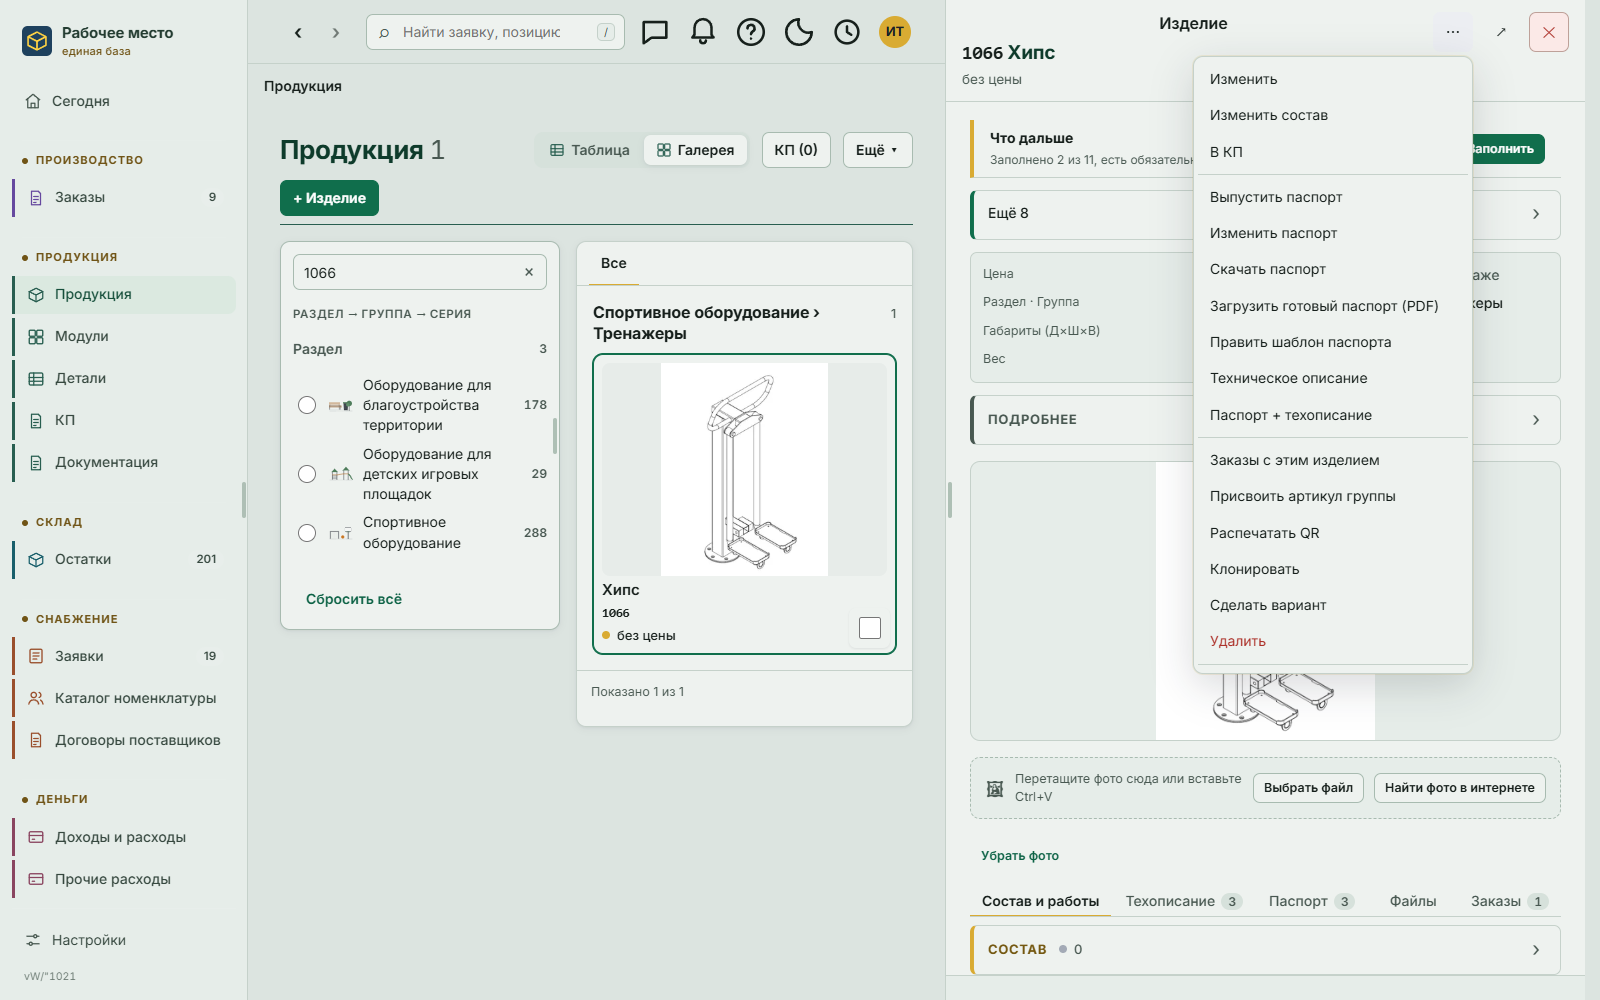 Рабочее место
единая база
Сегодня
ПРОИЗВОДСТВО
Заказы 9
ПРОДУКЦИЯ
Продукция
Модули
Детали
КП
Документация
СКЛАД
Остатки 201
СНАБЖЕНИЕ
Заявки 19
Каталог номенклатуры
Договоры поставщиков
ДЕНЬГИ
Доходы и расходы
Прочие расходы
Настройки
vW/"1021
Найти заявку, позицию /
ИТ
Продукция
Продукция 1
Таблица
Галерея
КП (0)
Ещё
+ Изделие
1066 ×
РАЗДЕЛ → ГРУППА → СЕРИЯ
Раздел 3
Оборудование для
благоустройства 178
территории
Оборудование для
детских игровых 29
площадок
Спортивное
оборудование 288
Сбросить всё
Все
Спортивное оборудование › 1
Тренажеры
Хипс
1066
без цены
Показано 1 из 1
Изделие
1066 Хипс
без цены
...
Что дальше
Заполнено 2 из 11, есть обязательн
Заполнить
Ещё 8
Цена
аже
Раздел · Группа
керы
Габариты (Д×Ш×В)
Вес
ПОДРОБНЕЕ
Изменить
Изменить состав
В КП
Выпустить паспорт
Изменить паспорт
Скачать паспорт
Загрузить готовый паспорт (PDF)
Править шаблон паспорта
Техническое описание
Паспорт + техописание
Заказы с этим изделием
Присвоить артикул группы
Распечатать QR
Клонировать
Сделать вариант
Удалить
Перетащите фото сюда или вставьте
Ctrl+V
Выбрать файл
Найти фото в интернете
Убрать фото
Состав и работы
Техописание 3
Паспорт 3
Файлы
Заказы 1
СОСТАВ 0